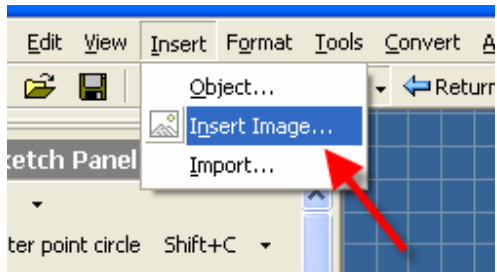 Edit View Insert Format Tools Convert A
Object...
Return
Insert Image...
etch Panel
Import...
ter point circle Shift+C